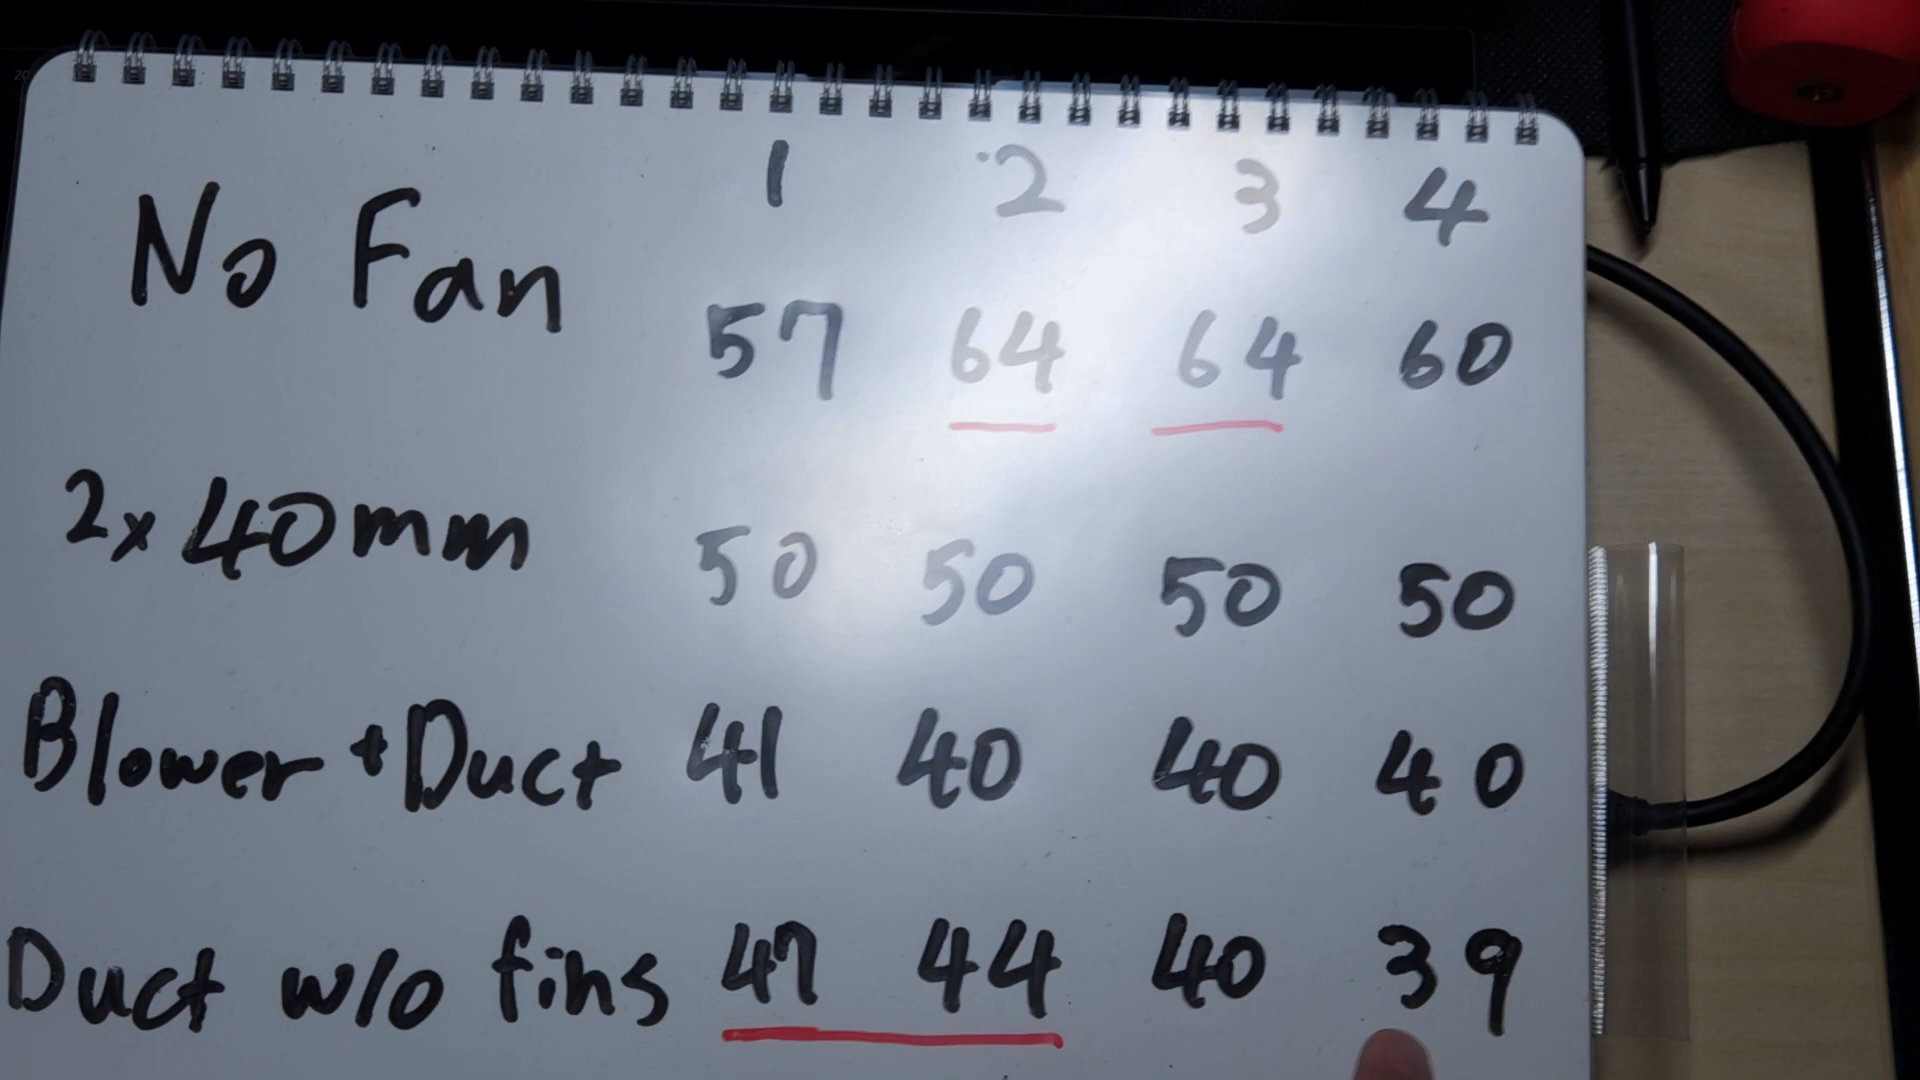 1 2 3 4
No Fan 57 64 64 60
2x 40mm 50 50 50 50
Blower + Duct 41 40 40 40
Duct w/o fins 47 44 40 39